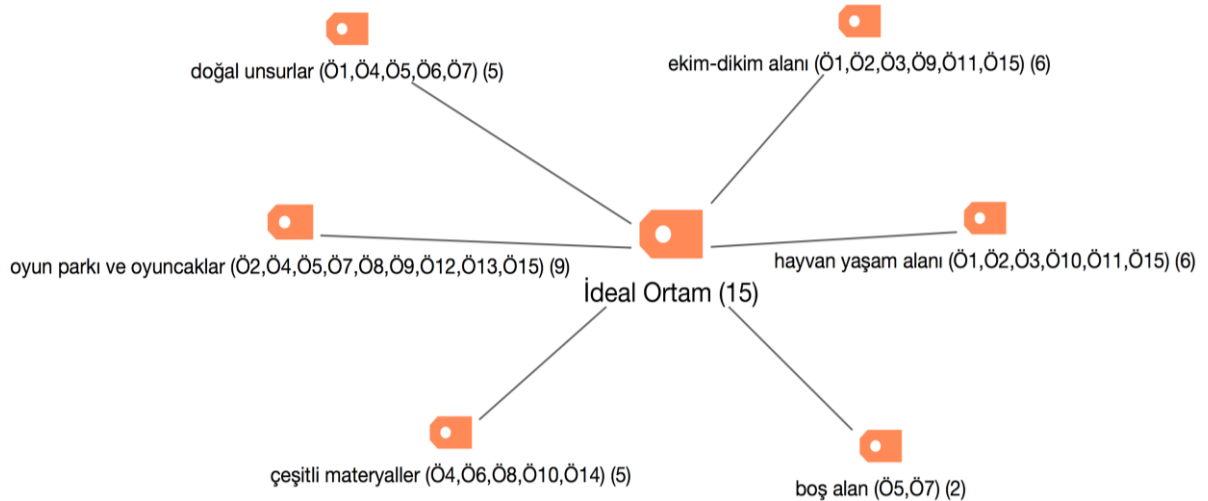 doğal unsurlar (Ö1,Ö4,Ö5,Ö6,Ö7) (5)
ekim-dikim alanı (Ö1,Ö2,Ö3,Ö9,Ö11,Ö15) (6)
oyun parkı ve oyuncaklar (Ö2,Ö4,Ö5,Ö7,Ö8,Ö9,Ö12,Ö13,Ö15) (9)
hayvan yaşam alanı (Ö1,Ö2,Ö3,Ö10,Ö11,Ö15) (6)
İdeal Ortam (15)
çeşitli materyaller (Ö4,Ö6,Ö8,Ö10,Ö14) (5)
boş alan (Ö5,Ö7) (2)